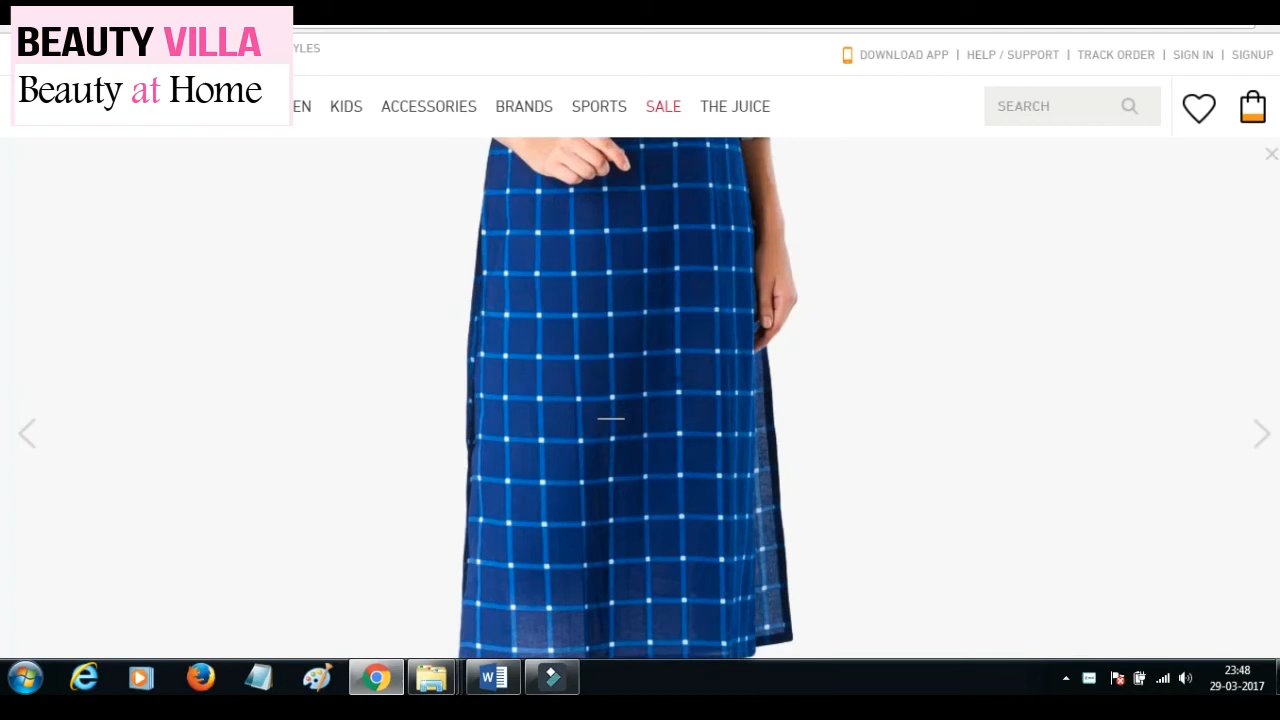 BEAUTY VILLA
Beauty at Home
YLES
DOWNLOAD APP | HELP / SUPPORT | TRACK ORDER | SIGN IN | SIGNUP
EN KIDS ACCESSORIES BRANDS SPORTS SALE THE JUICE
SEARCH
W
23:48
29-03-2017